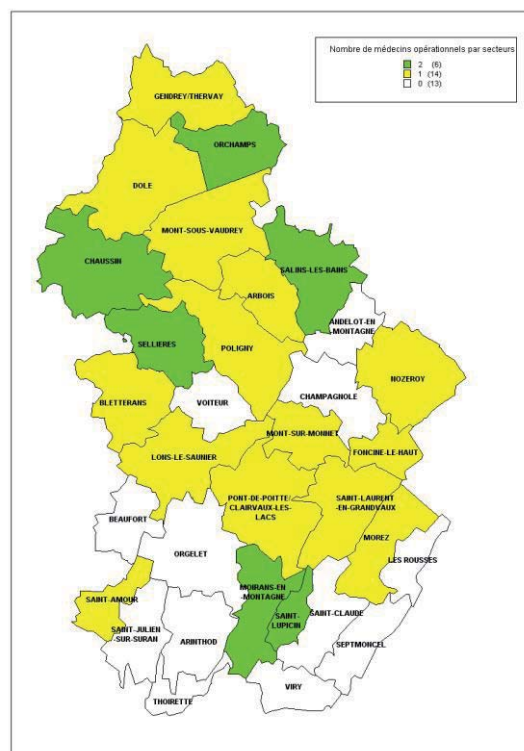 Nombre de médecins opérationnels par secteurs
2 (6)
1 (14)
0 (13)
GENDREY/THERVAY
ORCHAMPS
DOLE
MONT-SOUS-VAUDREY
CHAUSSIN
SALINS-LES-BAINS
ARBOIS
ANDELOT-EN
-MONTAGNE
SELLIERES
POLIGNY
NOZEROY
CHAMPAGNOLE
BLETTERANS
VOITEUR
MONT-SUR-MONNET
LONS-LE-SAUNIER
FONCINE-LE-HAUT
PONT-DE-POITTE/
CLAIRVAUX-LES-
LACS
SAINT-LAURENT
-EN-GRANDVAUX
BEAUFORT
ORGELET
MOREZ
LES ROUSSES
MOIRANS-EN
-MONTAGNE
SAINT-AMOUR
SAINT-CLAUDE
SAINT-
LUPICIN
SAINT-JULIEN
-SUR-SURAN
ARINTHOD
SEPTMONCEL
VIRY
THOIRETTE